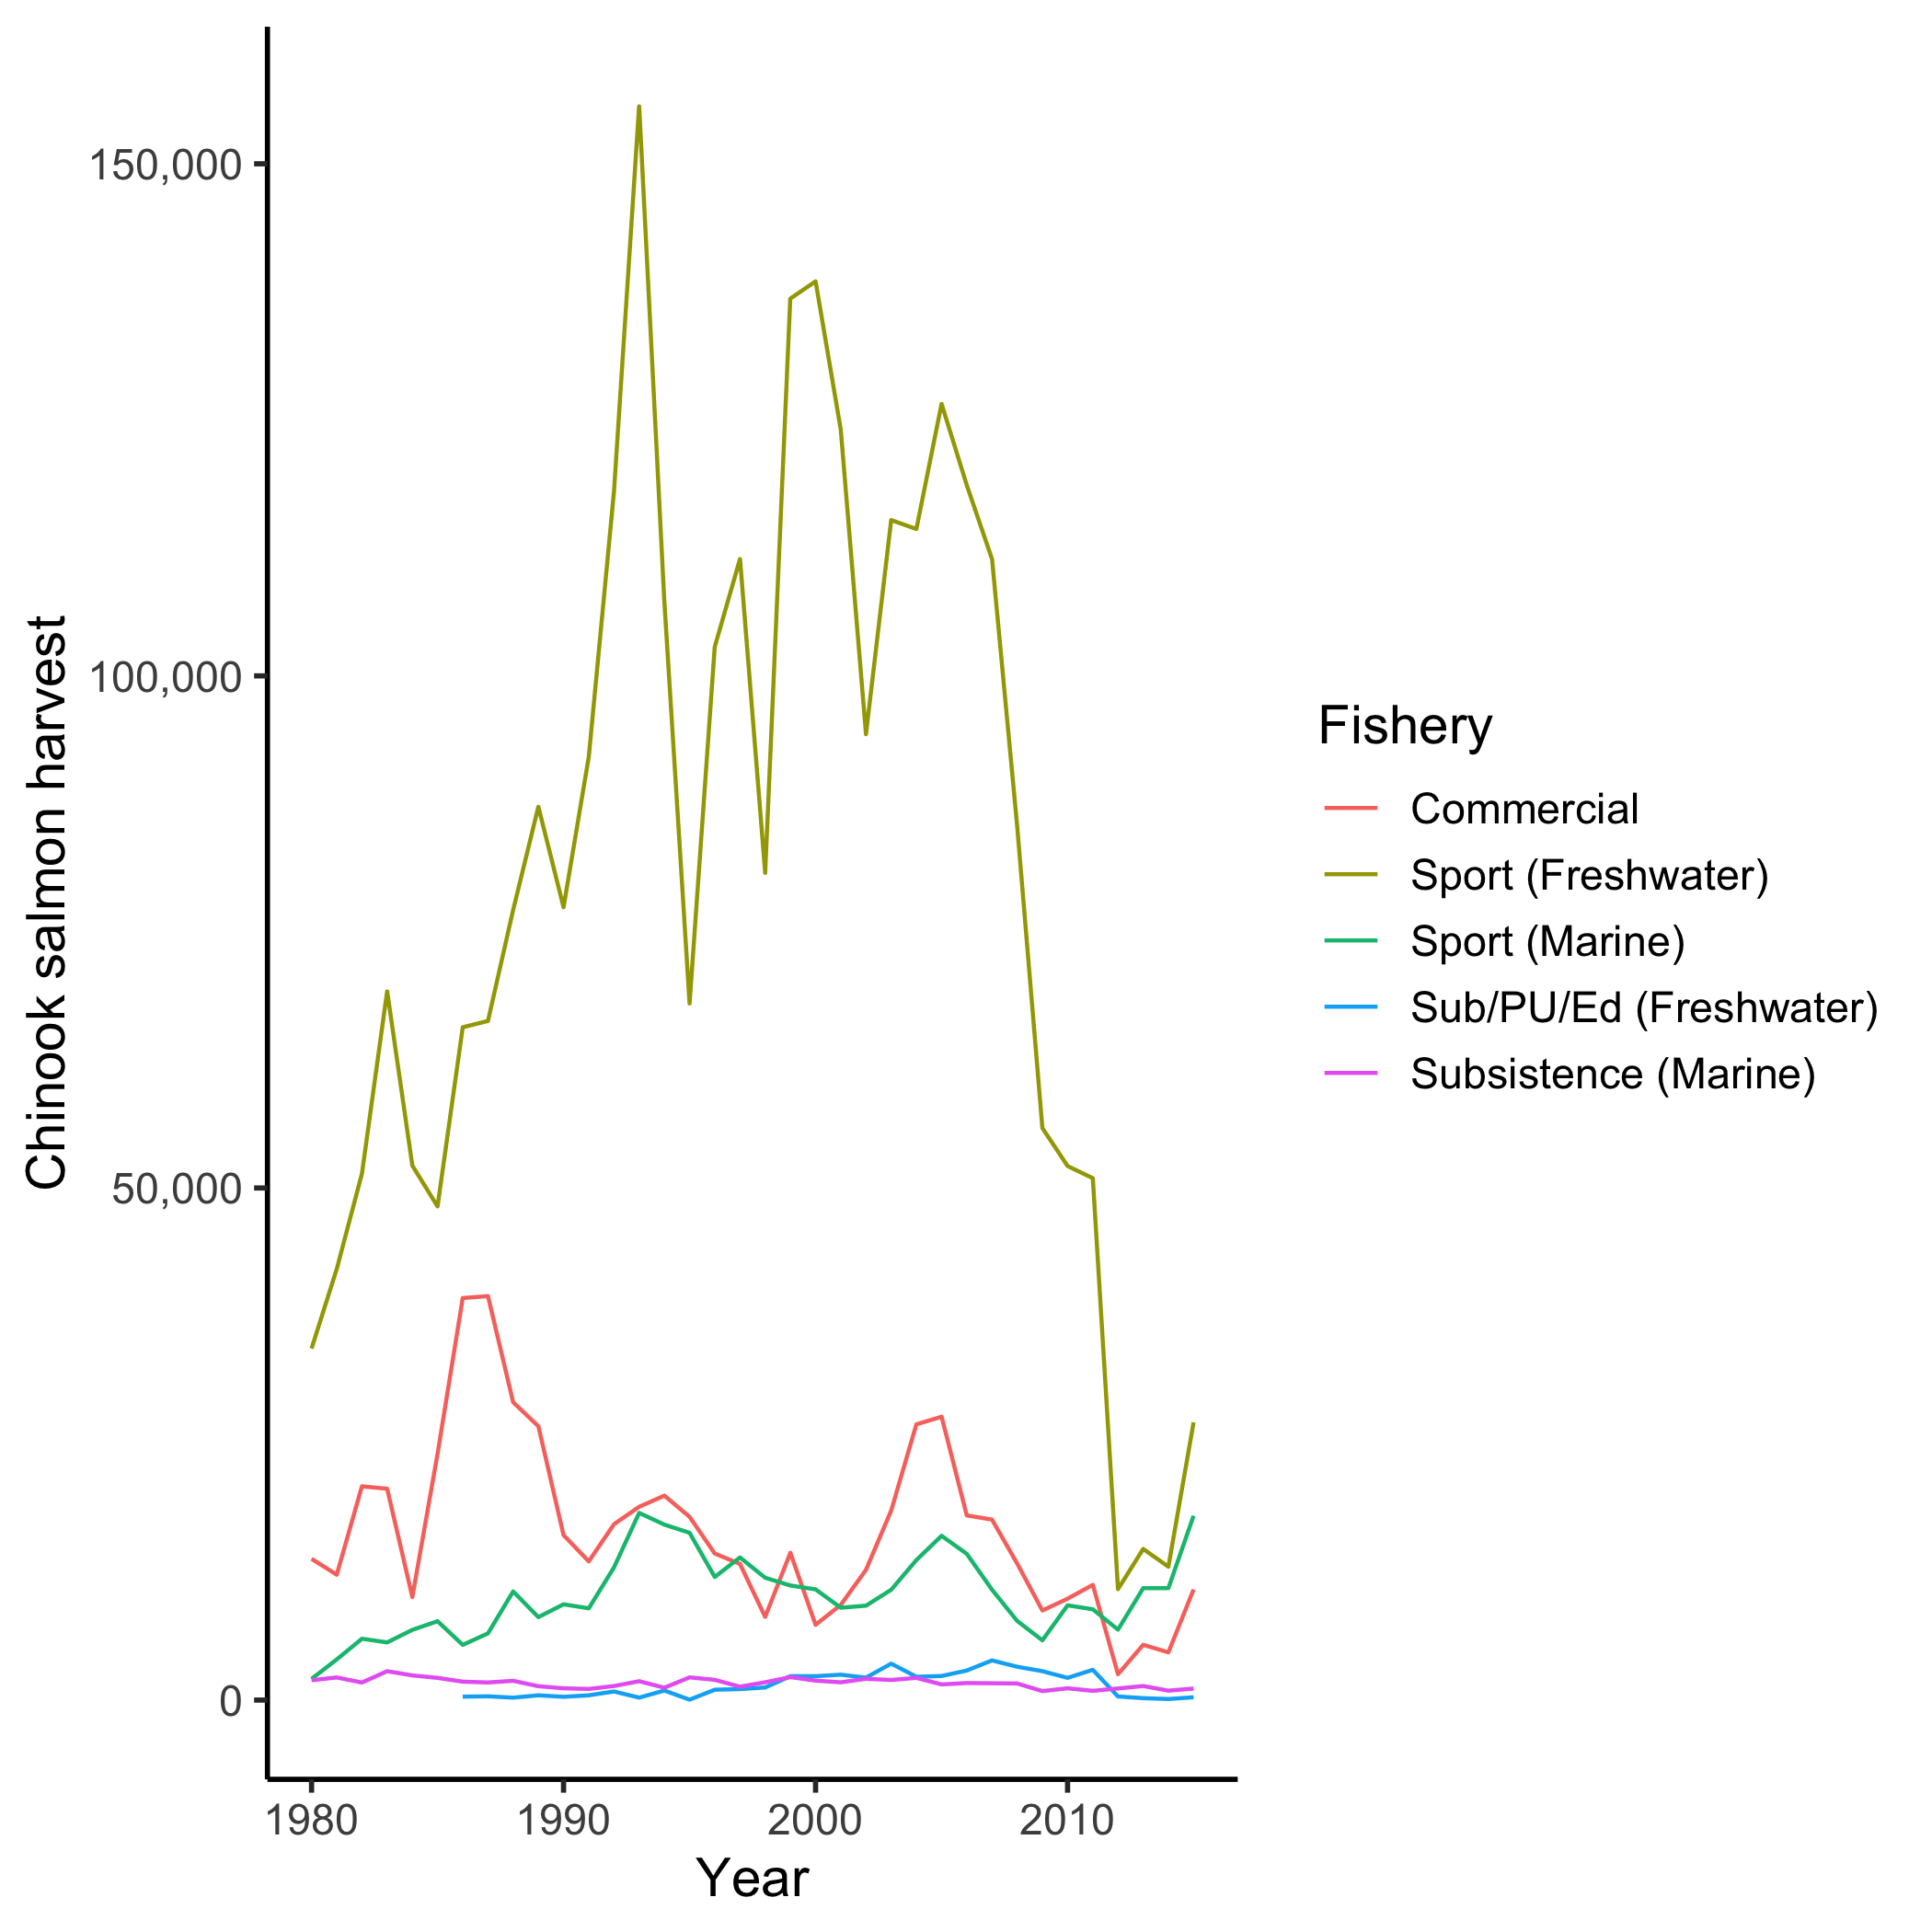 Chinook salmon harvest
150,000
100,000
50,000
0
1980 1990 2000 2010
Year
Fishery
Commercial
Sport (Freshwater)
Sport (Marine)
Sub/PU/Ed (Freshwater)
Subsistence (Marine)